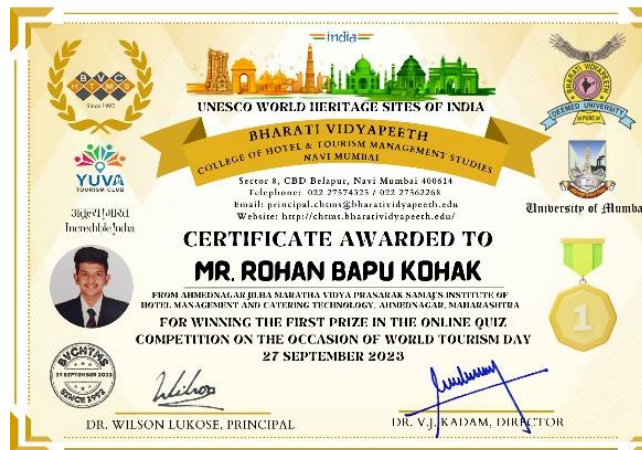 india
UNESCO WORLD HERITAGE SITES OF INDIA
BVC
HTMS
Since 1992
BHARATI VIDYAPEETH
DEEMED UNIVERSITY
PUNE
BHARATI VIDYAPEETH
COLLEGE OF HOTEL & TOURISM MANAGEMENT STUDIES
NAVI MUMBAI
YUVA
TOURISM CLUB
Sector 8, CBD Belapur, Navi Mumbai 400614
Telephone: 022 27574325 / 022 27562268
Email: principal.chtms@bharatividyapeeth.edu
Website: http://chtms.bharatividyapeeth.edu/
University of Mumbai
Incredible India
CERTIFICATE AWARDED TO
MR. ROHAN BAPU KOHAK
FROM AHMEDNAGAR JILHA MARATHA VIDYA PRASARAK SAMAJ'S INSTITUTE OF
HOTEL MANAGEMENT AND CATERING TECHNOLOGY, AHMEDNAGAR, MAHARASHTRA
FOR WINNING THE FIRST PRIZE IN THE ONLINE QUIZ
COMPETITION ON THE OCCASION OF WORLD TOURISM DAY
27 SEPTEMBER 2023
1
BVCHTMS
27 SEPTEMBER 2023
SINCE 1992
DR. WILSON LUKOSE, PRINCIPAL
DR. V.J. KADAM, DIRECTOR